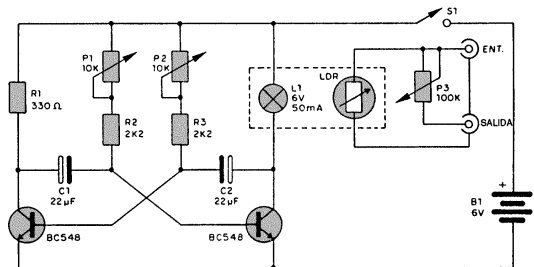 S1
P1
10K
P2
10K
ENT.
LDR
L1
6V
50mA
P3
100K
R1
330Ω
R2
2K2
R3
2K2
SALIDA
C1
22µF
C2
22µF
+
B1
6V
BC548
BC548